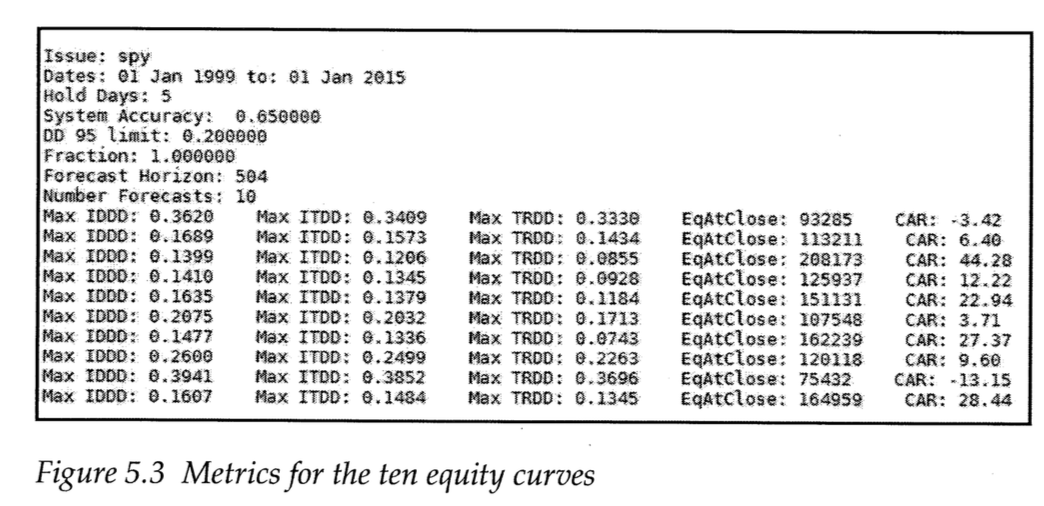 Issue: spy
Dates: 01 Jan 1999 to: 01 Jan 2015
Hold Days: 5
System Accuracy: 0.650000
DD 95 limit: 0.200000
Fraction: 1.000000
Forecast Horizon: 504
Number Forecasts: 10
Max IDDD: 0.3620 Max ITDD: 0.3409 Max TRDD: 0.3330 EqAtClose: 93285 CAR: -3.42
Max IDDD: 0.1689 Max ITDD: 0.1573 Max TRDD: 0.1434 EqAtClose: 113211 CAR: 6.40
Max IDDD: 0.1399 Max ITDD: 0.1206 Max TRDD: 0.0855 EqAtClose: 208173 CAR: 44.28
Max IDDD: 0.1410 Max ITDD: 0.1345 Max TRDD: 0.0928 EqAtClose: 125937 CAR: 12.22
Max IDDD: 0.1635 Max ITDD: 0.1379 Max TRDD: 0.1184 EqAtClose: 151131 CAR: 22.94
Max IDDD: 0.2075 Max ITDD: 0.2032 Max TRDD: 0.1713 EqAtClose: 107548 CAR: 3.71
Max IDDD: 0.1477 Max ITDD: 0.1336 Max TRDD: 0.0743 EqAtClose: 162239 CAR: 27.37
Max IDDD: 0.2600 Max ITDD: 0.2499 Max TRDD: 0.2263 EqAtClose: 120118 CAR: 9.60
Max IDDD: 0.3941 Max ITDD: 0.3852 Max TRDD: 0.3696 EqAtClose: 75432 CAR: -13.15
Max IDDD: 0.1607 Max ITDD: 0.1484 Max TRDD: 0.1345 EqAtClose: 164959 CAR: 28.44
Figure 5.3 Metrics for the ten equity curves